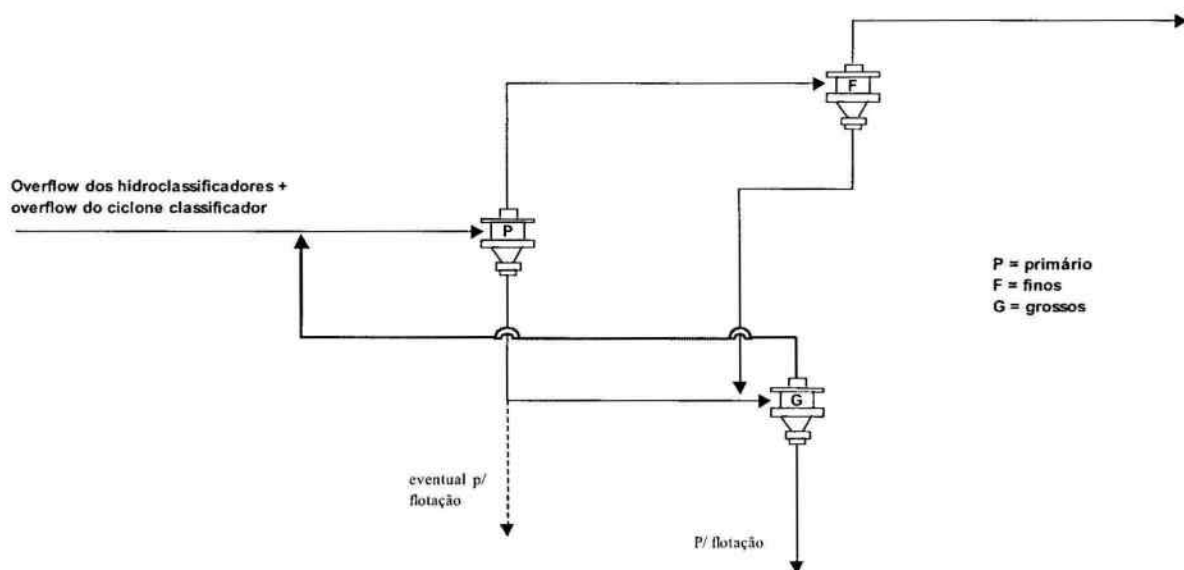 F
Overflow dos hidroclassificadores +
overflow do ciclone classificador
P
P = primário
F = finos
G = grossos
G
eventual p/
flotação
P/ flotação